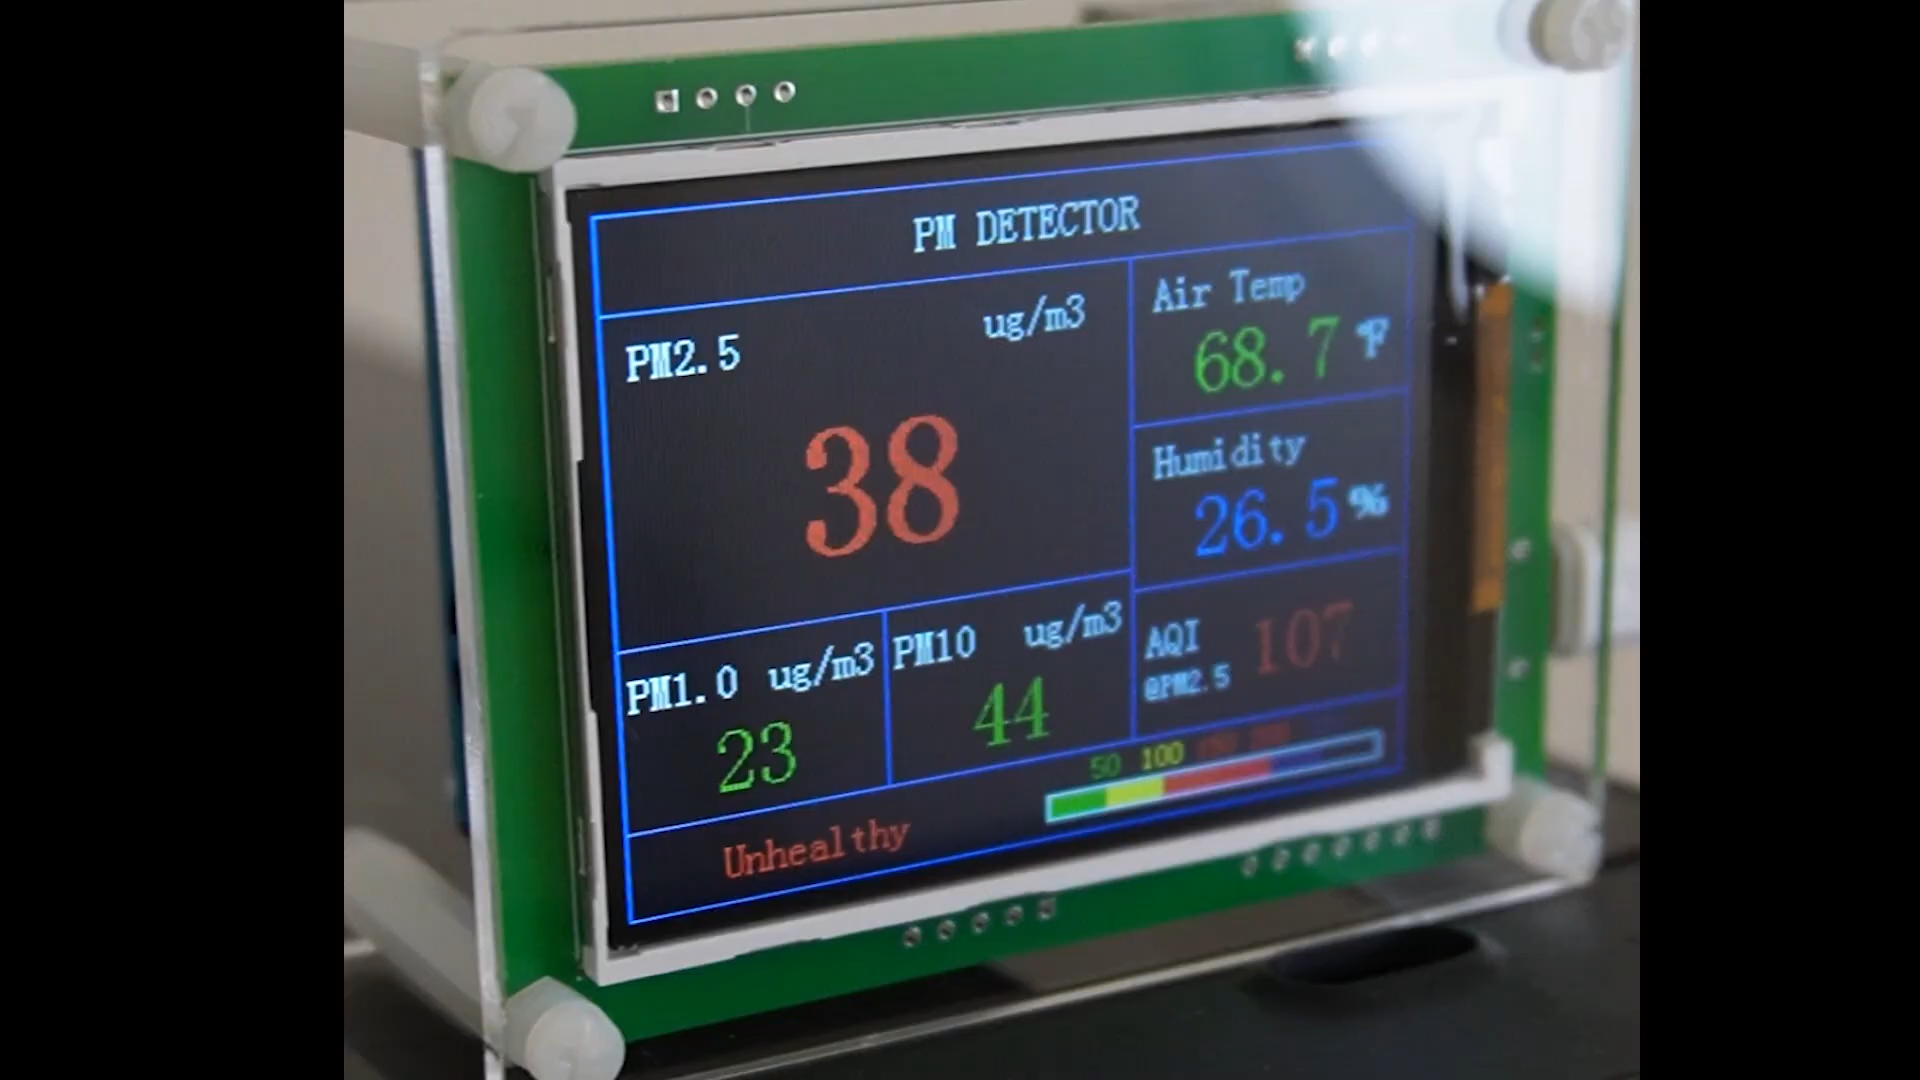 PM DETECTOR
PM2.5 ug/m3
38
Air Temp
68.7 °F
Humidity
26.5 %
PM1.0 ug/m3
23
PM10 ug/m3
44
AQI
@PM2.5
107
50 100
Unhealthy